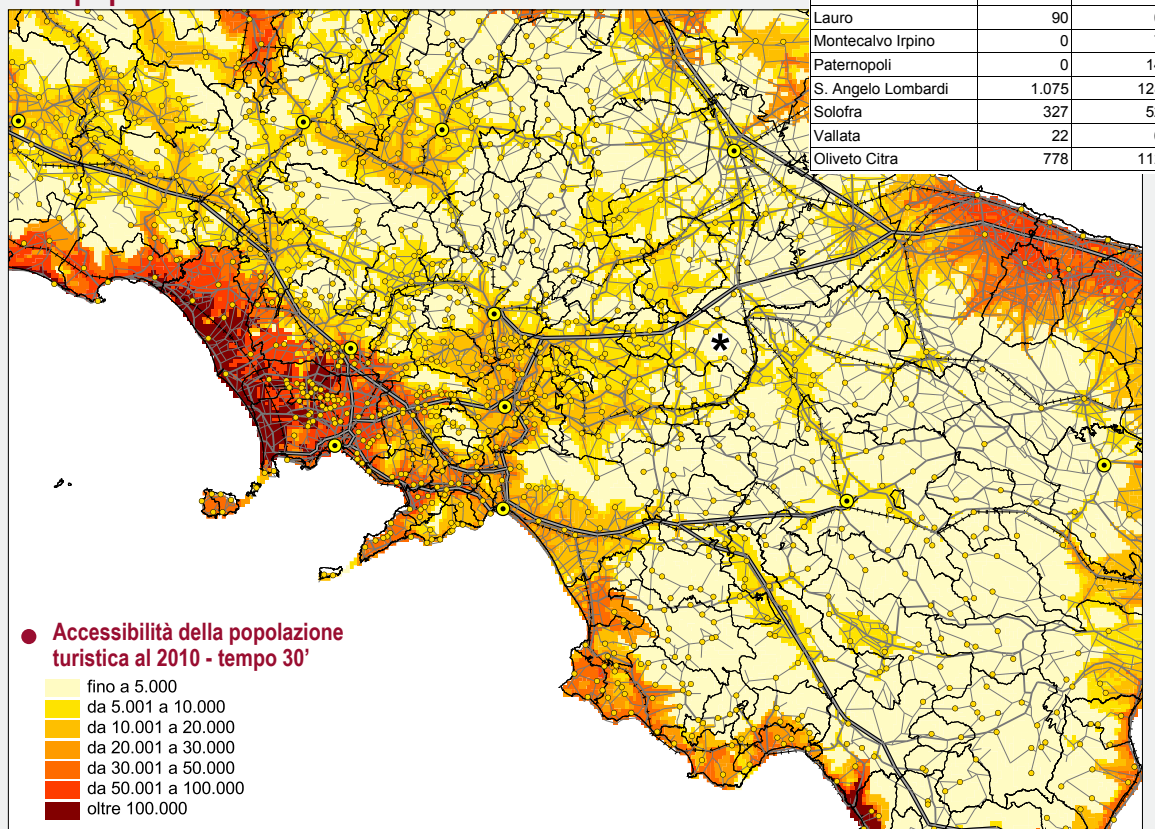 Lauro 90
Montecalvo Irpino 0
Paternopoli 0
S. Angelo Lombardi 1.075
Solofra 327
Vallata 22
Oliveto Citra 778
*
● Accessibilità della popolazione
turistica al 2010 - tempo 30’
fino a 5.000
da 5.001 a 10.000
da 10.001 a 20.000
da 20.001 a 30.000
da 30.001 a 50.000
da 50.001 a 100.000
oltre 100.000